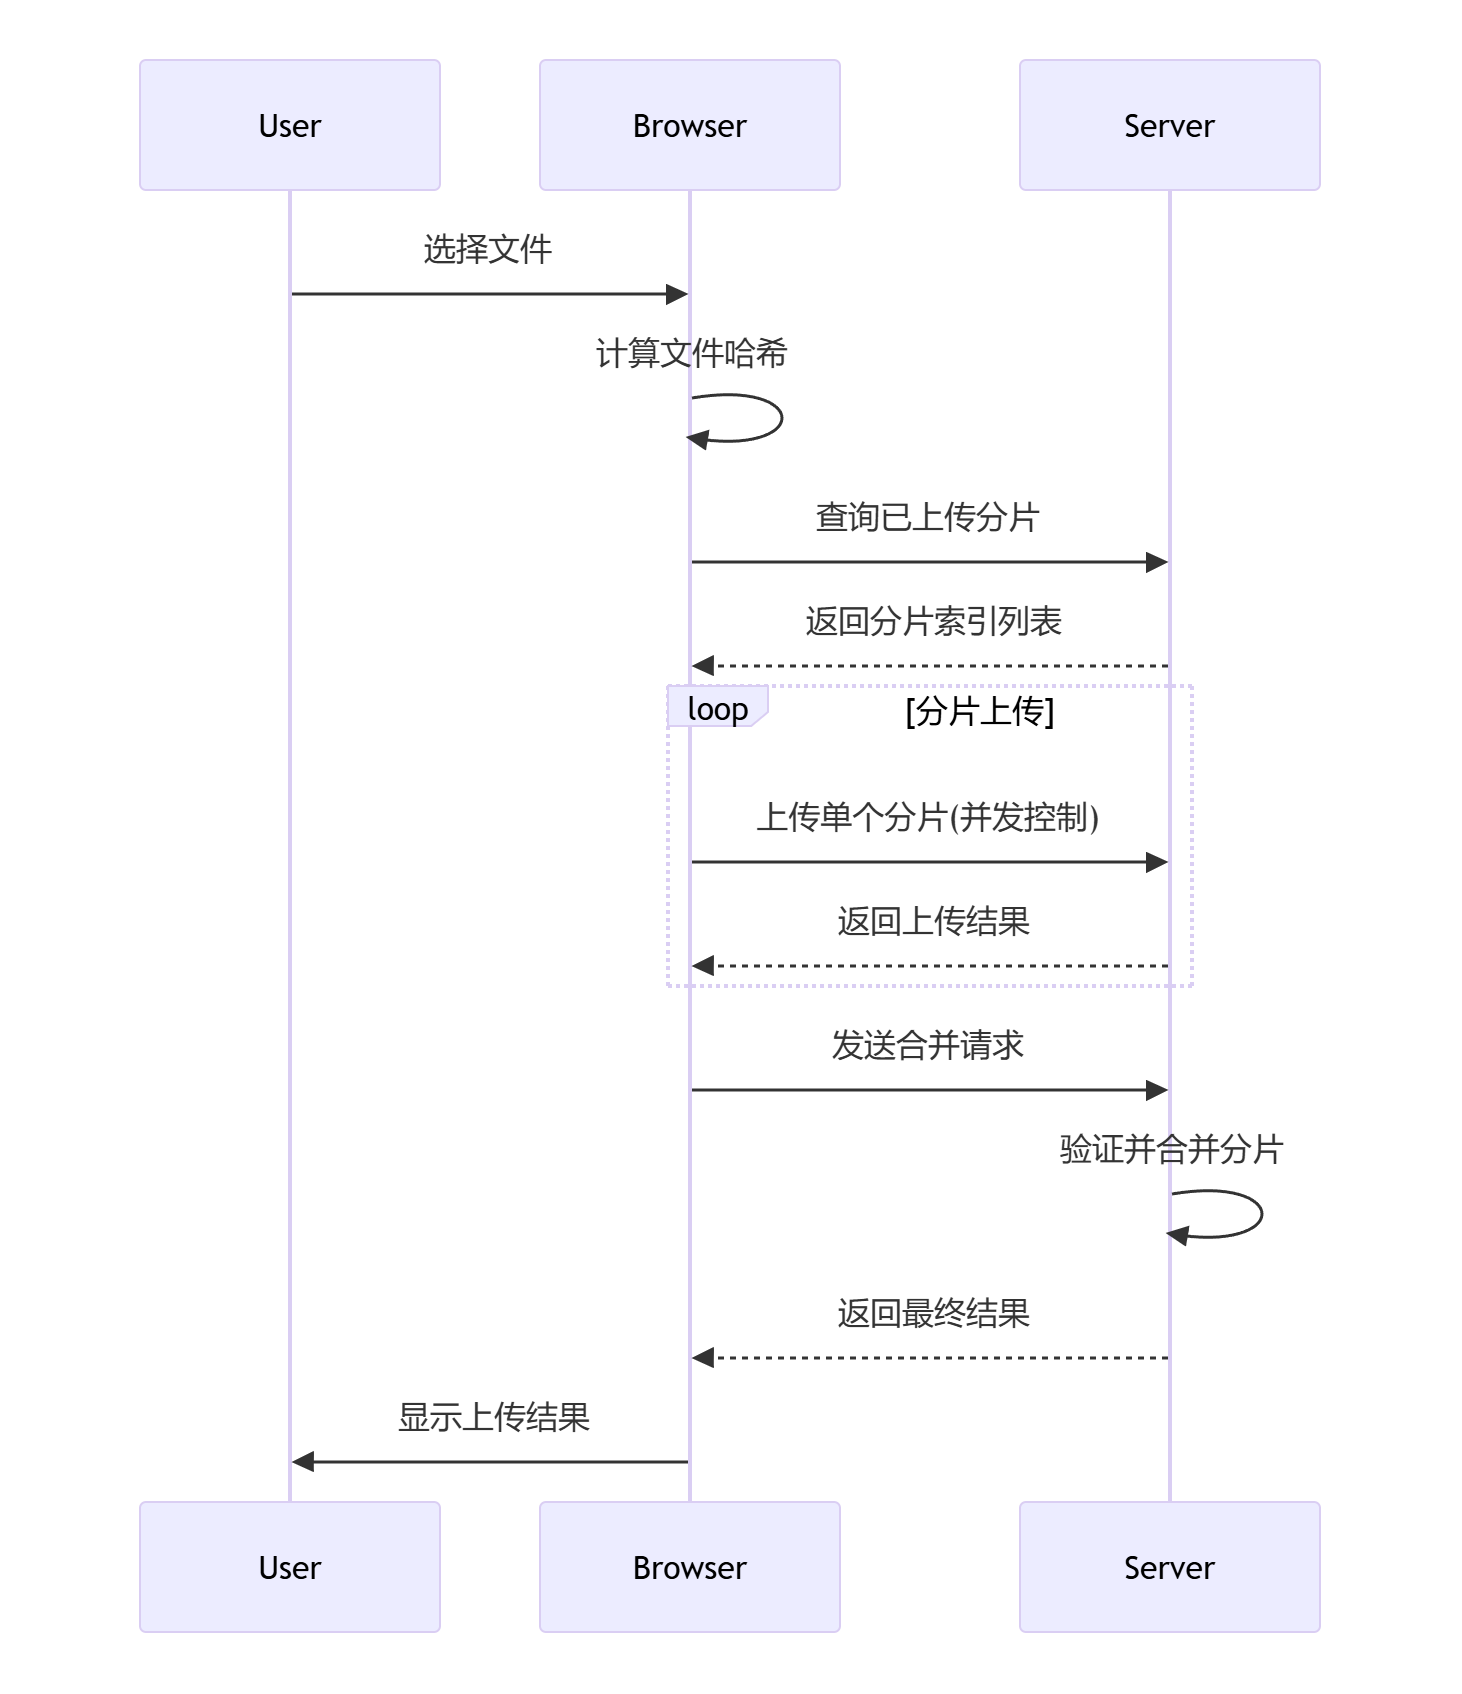 User
Browser
Server
选择文件
计算文件哈希
查询已上传分片
返回分片索引列表
loop
[分片上传]
上传单个分片(并发控制)
返回上传结果
发送合并请求
验证并合并分片
返回最终结果
显示上传结果
User
Browser
Server